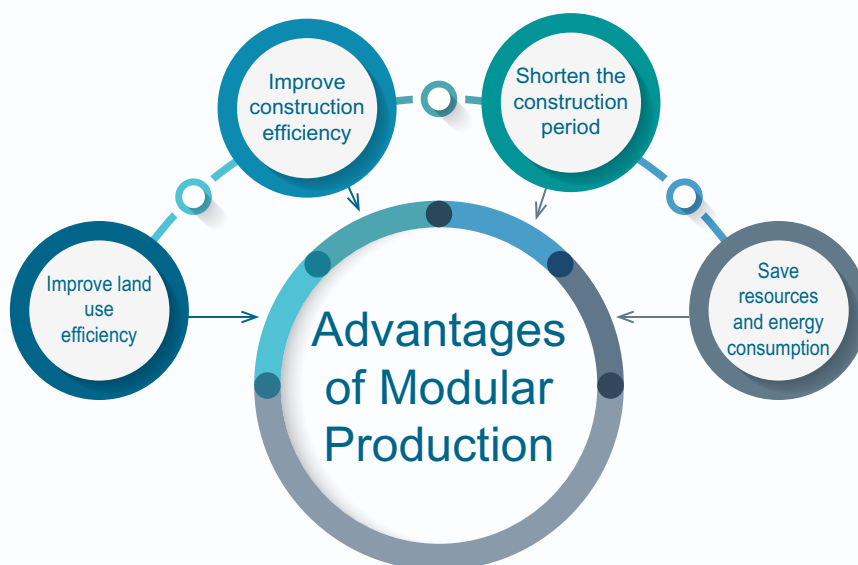 Improve
construction
efficiency
Shorten the
construction
period
Improve land
use
efficiency
Save
resources
and energy
consumption
Advantages
of Modular
Production